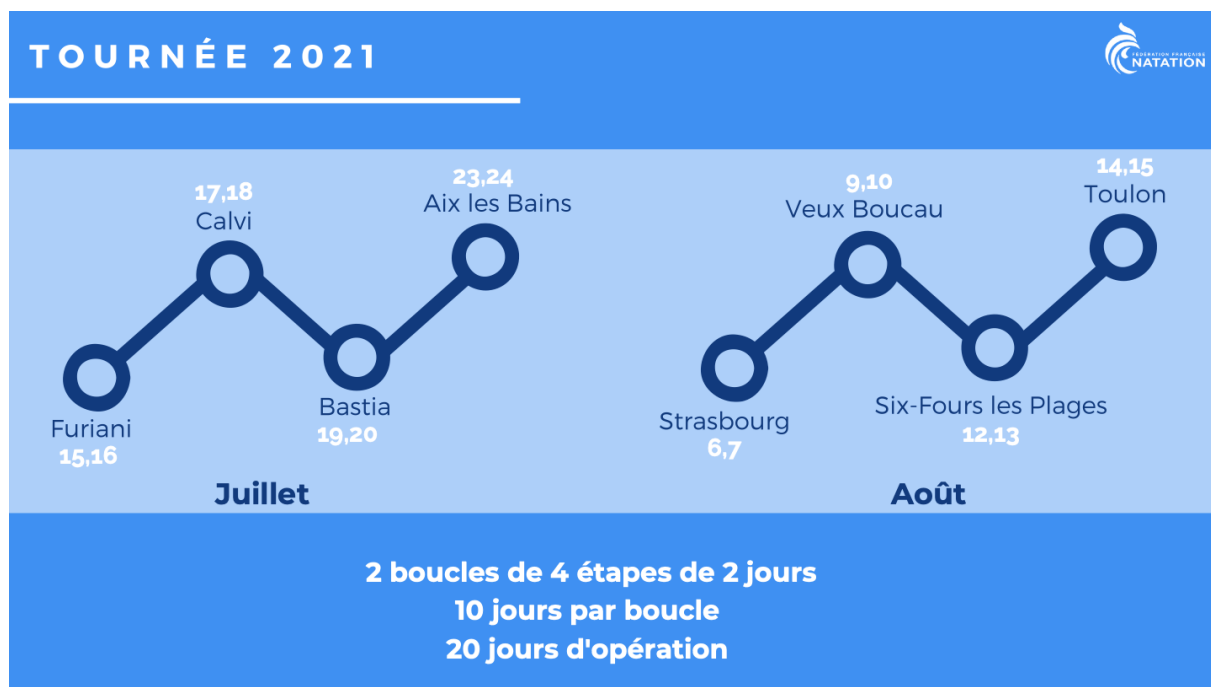 TOURNÉE 2021
FÉDÉRATION FRANÇAISE
NATATION
17,18
Calvi
23,24
Aix les Bains
Furiani
15,16
Bastia
19,20
Juillet
9,10
Veux Boucau
14,15
Toulon
Strasbourg
6,7
Six-Fours les Plages
12,13
Août
2 boucles de 4 étapes de 2 jours
10 jours par boucle
20 jours d'opération